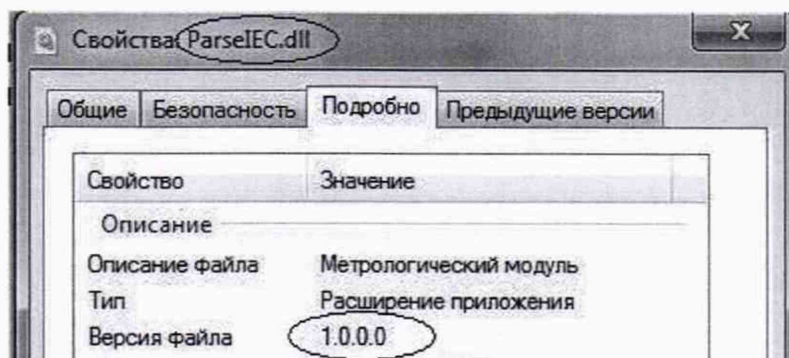 Свойства: ParseIEC.dll
Общие Безопасность Подробно Предыдущие версии
Свойство Значение
Описание
Описание файла Метрологический модуль
Тип Расширение приложения
Версия файла 1.0.0.0